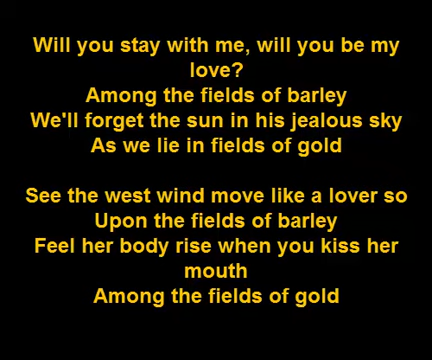 Will you stay with me, will you be my
love?
Among the fields of barley
We'll forget the sun in his jealous sky
As we lie in fields of gold
See the west wind move like a lover so
Upon the fields of barley
Feel her body rise when you kiss her
mouth
Among the fields of gold